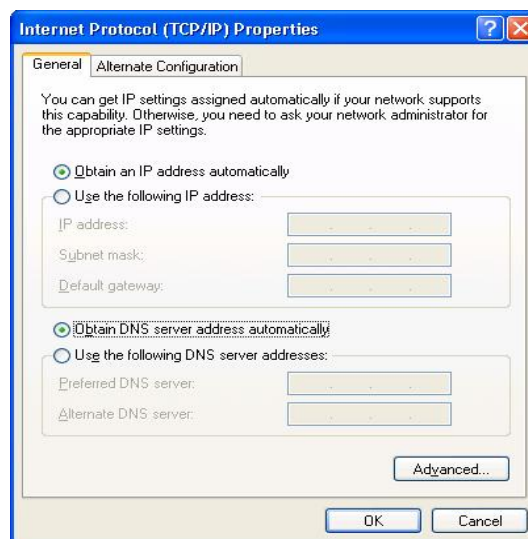 Internet Protocol (TCP/IP) Properties
General
Alternate Configuration
You can get IP settings assigned automatically if your network supports
this capability. Otherwise, you need to ask your network administrator for
the appropriate IP settings.
Obtain an IP address automatically
Use the following IP address:
IP address:
Subnet mask:
Default gateway:
Obtain DNS server address automatically
Use the following DNS server addresses:
Preferred DNS server:
Alternate DNS server:
Advanced...
OK
Cancel